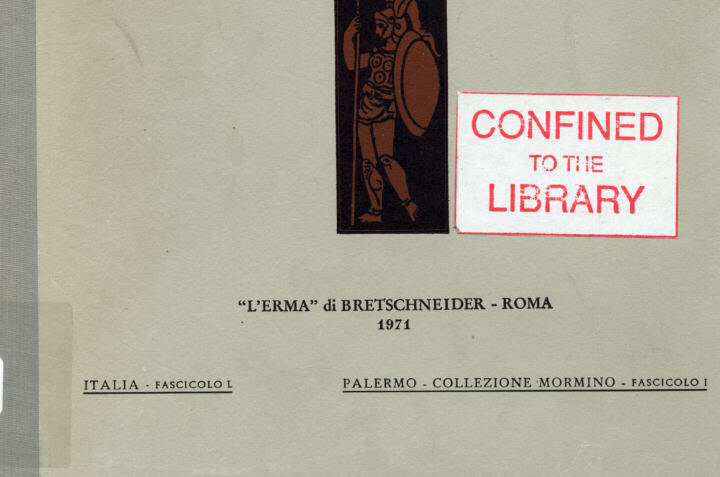 CONFINED
TO THE
LIBRARY
“L’ERMA” di BRETSCHNEIDER - ROMA
1971
ITALIA - FASCICOLO L
PALERMO - COLLEZIONE MORMINO - FASCICOLO I